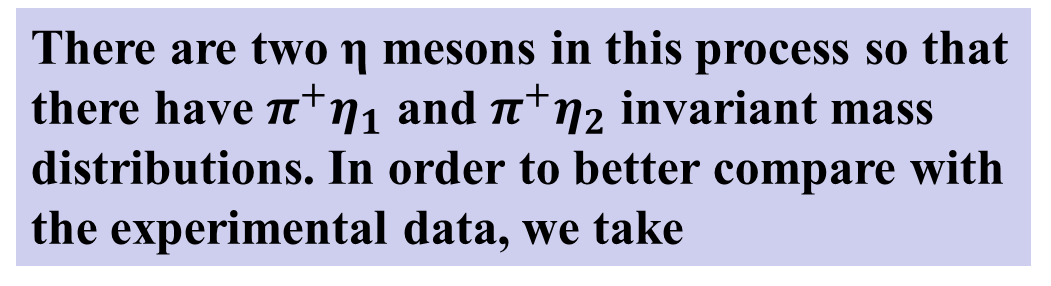 There are two η mesons in this process so that
there have π⁺η₁ and π⁺η₂ invariant mass
distributions. In order to better compare with
the experimental data, we take